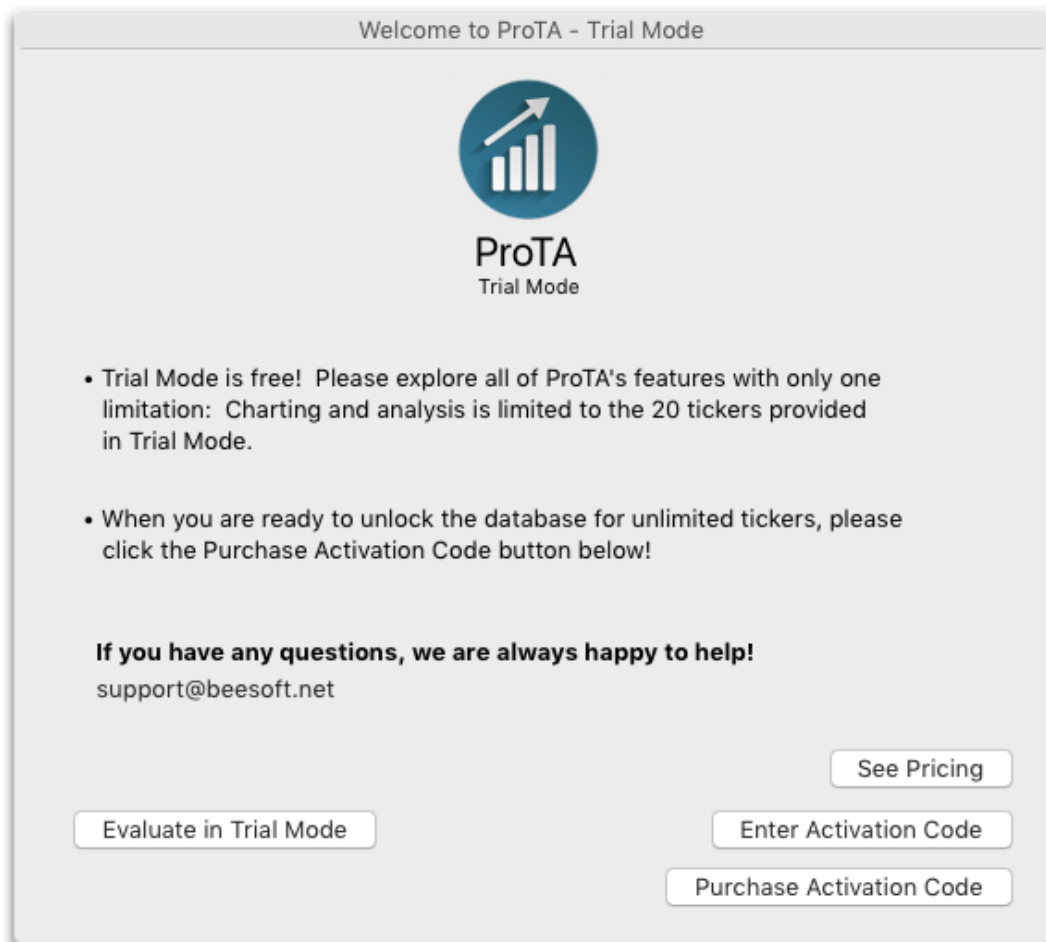 Welcome to ProTA - Trial Mode
ProTA
Trial Mode
• Trial Mode is free!  Please explore all of ProTA's features with only one
limitation:  Charting and analysis is limited to the 20 tickers provided
in Trial Mode.
• When you are ready to unlock the database for unlimited tickers, please
click the Purchase Activation Code button below!
If you have any questions, we are always happy to help!
support@beesoft.net
See Pricing
Evaluate in Trial Mode
Enter Activation Code
Purchase Activation Code